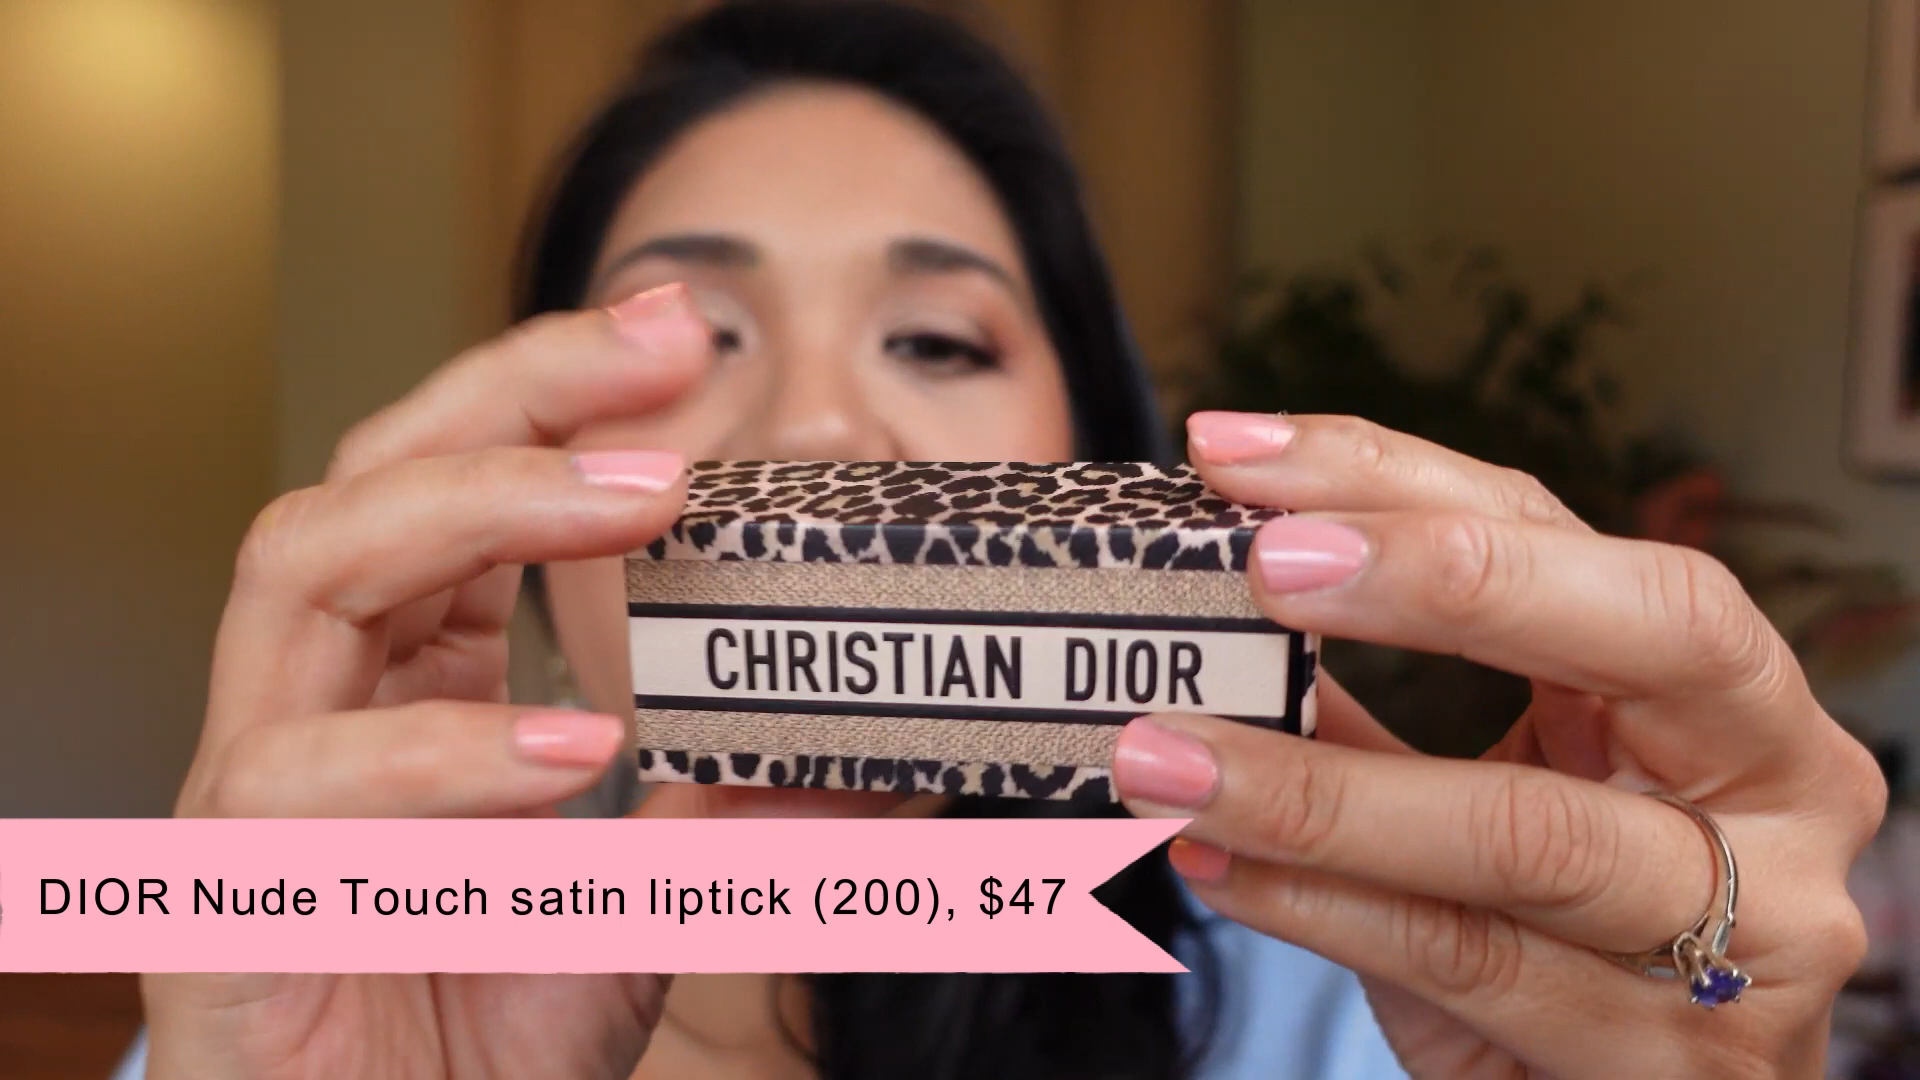 CHRISTIAN DIOR
DIOR Nude Touch satin liptick (200), $47